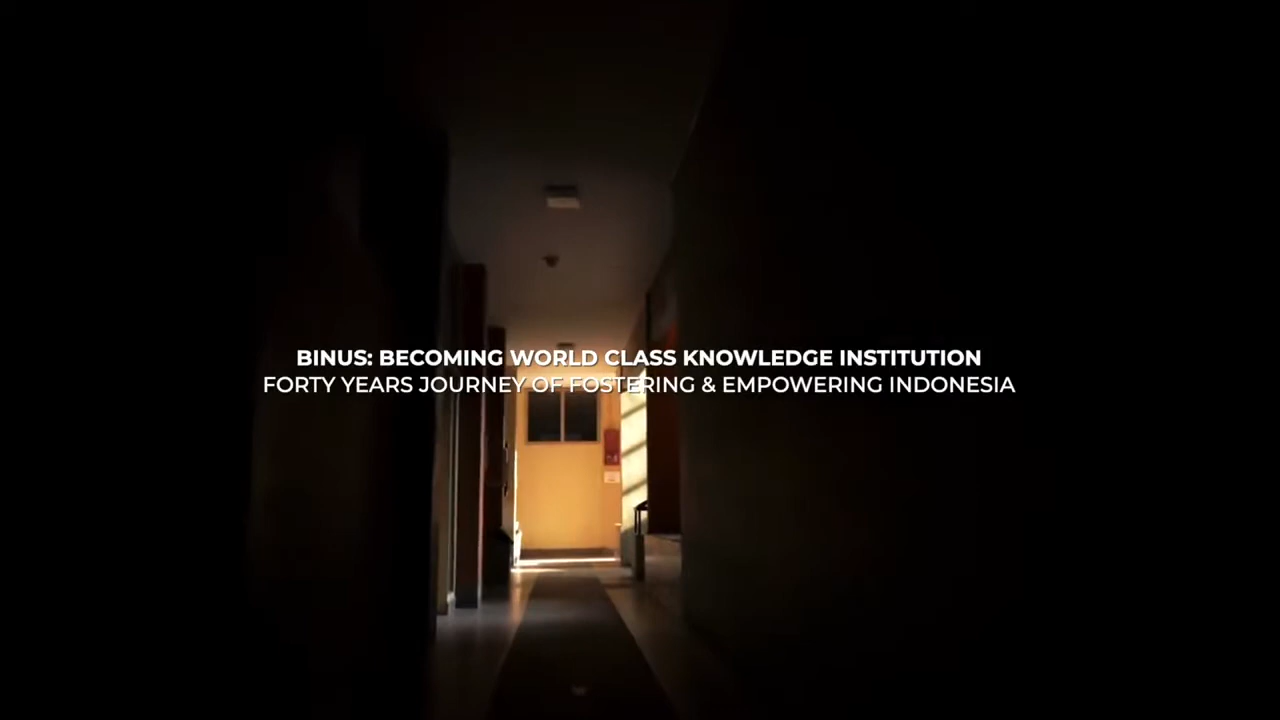 BINUS: BECOMING WORLD CLASS KNOWLEDGE INSTITUTION
FORTY YEARS JOURNEY OF FOSTERING & EMPOWERING INDONESIA